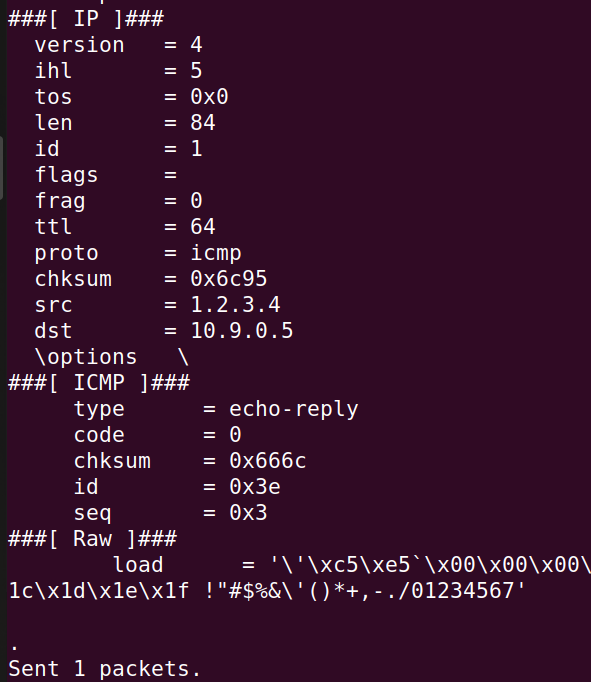 ###[ IP ]###
  version   = 4
  ihl       = 5
  tos       = 0x0
  len       = 84
  id        = 1
  flags     =
  frag      = 0
  ttl       = 64
  proto     = icmp
  chksum    = 0x6c95
  src       = 1.2.3.4
  dst       = 10.9.0.5
  \options   \
###[ ICMP ]###
     type      = echo-reply
     code      = 0
     chksum    = 0x666c
     id        = 0x3e
     seq       = 0x3
###[ Raw ]###
        load      = '\'\xc5\xe5`\x00\x00\x00\
1c\x1d\x1e\x1f !"#$%&\'()*+,-./01234567'

.
Sent 1 packets.